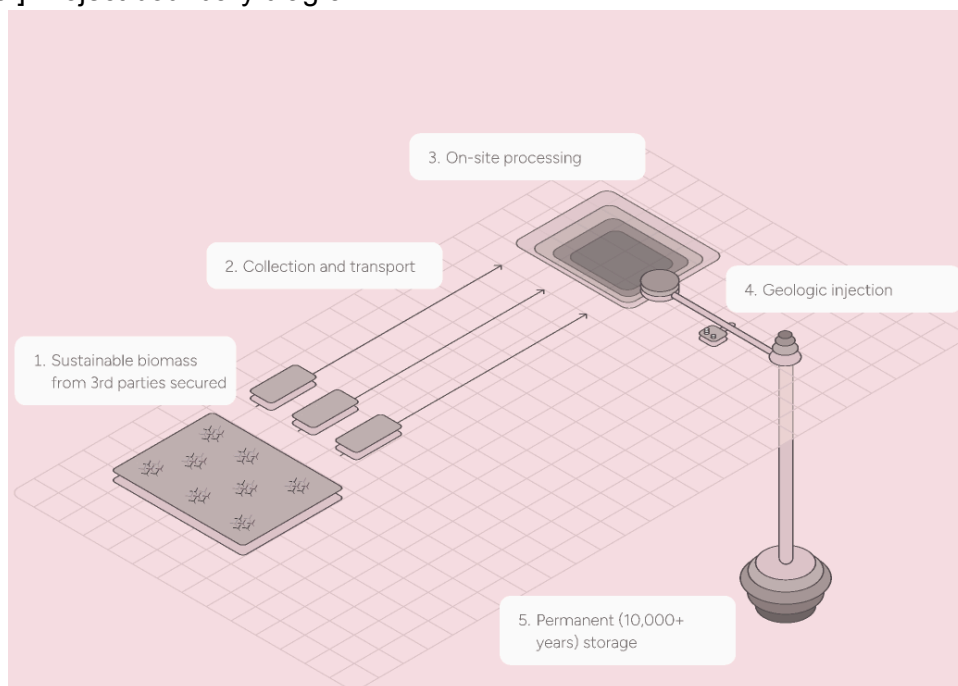 1. Sustainable biomass
from 3rd parties secured
2. Collection and transport
3. On-site processing
4. Geologic injection
5. Permanent (10,000+
years) storage